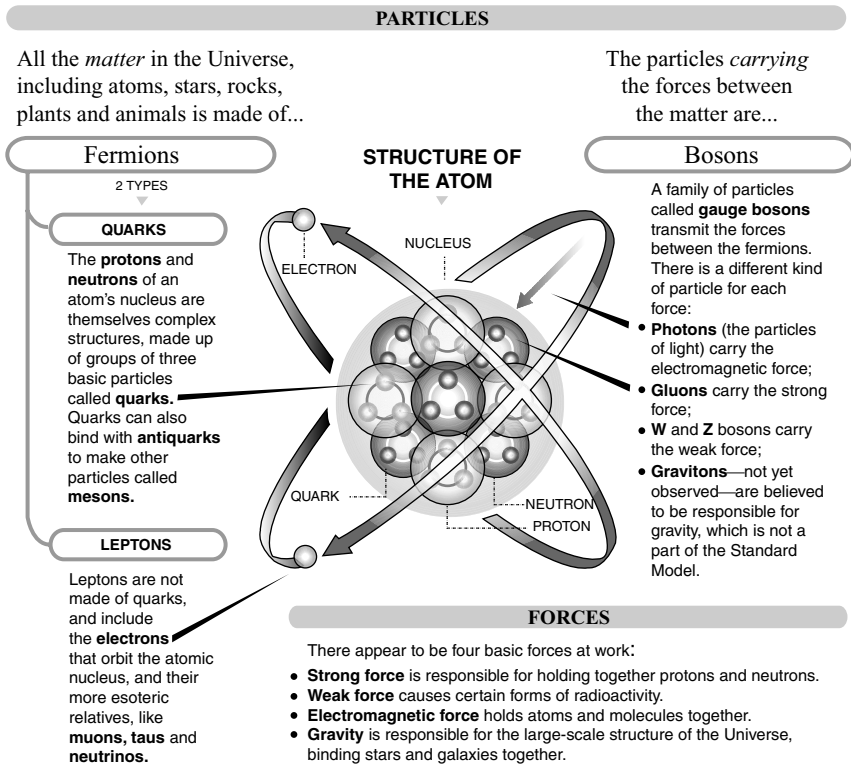 PARTICLES
All the matter in the Universe,
including atoms, stars, rocks,
plants and animals is made of...
Fermions
2 TYPES
QUARKS
The protons and
neutrons of an
atom’s nucleus are
themselves complex
structures, made up
of groups of three
basic particles
called quarks.
Quarks can also
bind with antiquarks
to make other
particles called
mesons.
LEPTONS
Leptons are not
made of quarks,
and include
the electrons
that orbit the atomic
nucleus, and their
more esoteric
relatives, like
muons, taus and
neutrinos.
STRUCTURE OF
THE ATOM
NUCLEUS
ELECTRON
QUARK
NEUTRON
PROTON
The particles carrying
the forces between
the matter are...
Bosons
A family of particles
called gauge bosons
transmit the forces
between the fermions.
There is a different kind
of particle for each
force:
• Photons (the particles
of light) carry the
electromagnetic force;
• Gluons carry the strong
force;
• W and Z bosons carry
the weak force;
• Gravitons—not yet
observed—are believed
to be responsible for
gravity, which is not a
part of the Standard
Model.
FORCES
There appear to be four basic forces at work:
• Strong force is responsible for holding together protons and neutrons.
• Weak force causes certain forms of radioactivity.
• Electromagnetic force holds atoms and molecules together.
• Gravity is responsible for the large-scale structure of the Universe,
binding stars and galaxies together.